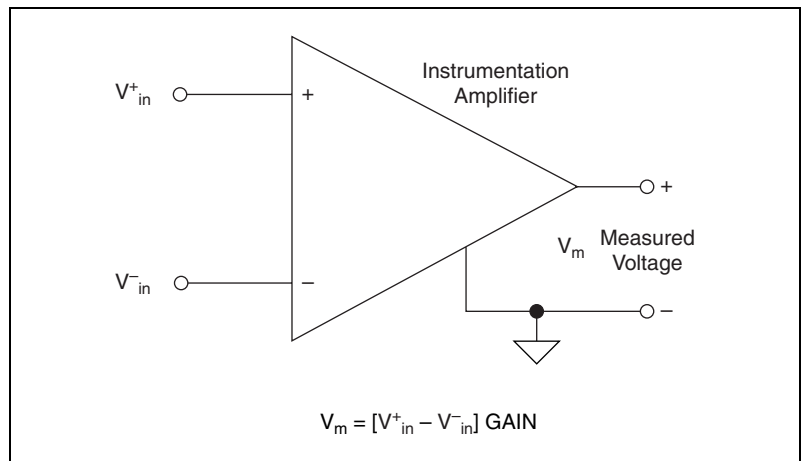 Instrumentation
Amplifier
V⁺in
+
+
Vm Measured
Voltage
V⁻in
−
−
Vm = [V⁺in – V⁻in] GAIN